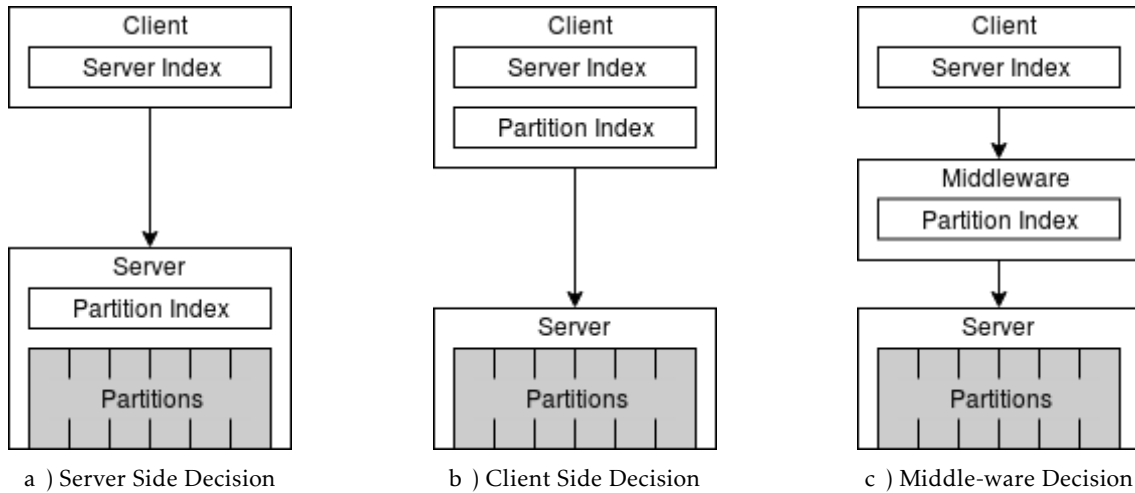 Client
Server Index
Server
Partition Index
Partitions
a ) Server Side Decision
Client
Server Index
Partition Index
Server
Partitions
b ) Client Side Decision
Client
Server Index
Middleware
Partition Index
Server
Partitions
c ) Middle-ware Decision